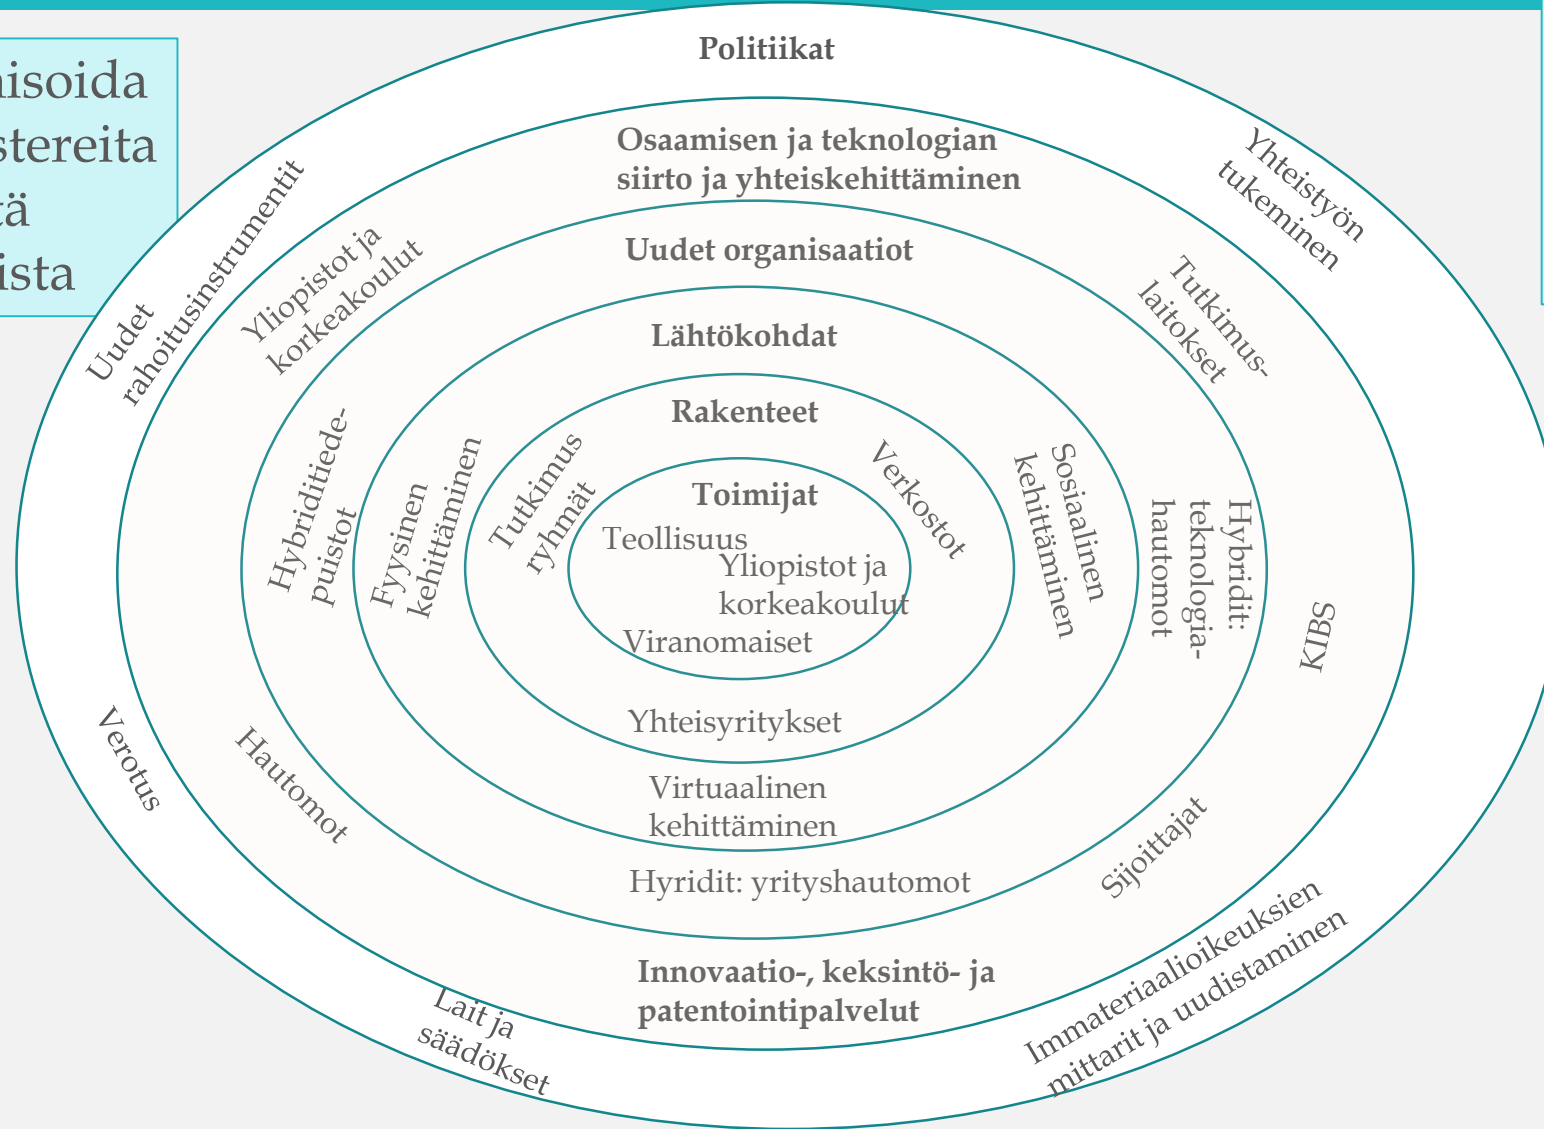 isoida
stereita
tä
ista
Politiikat
Uudet
rahoitusinstrumentit
Yhteistyön
tukeminen
Verotus
Lait ja
säädökset
Immateriaalioikeuksien
mittarit ja uudistaminen
Osaamisen ja teknologian
siirto ja yhteiskehittäminen
Yliopistot ja
korkeakoulut
Tutkimus-
laitokset
KIBS
Hautomot
Sijoittajat
Innovaatio-, keksintö- ja
patentointipalvelut
Uudet organisaatiot
Hybriditiede-
puistot
Hybridit:
teknologia-
hautomot
Hyridit: yrityshautomot
Lähtökohdat
Fyysinen
kehittäminen
Sosiaalinen
kehittäminen
Virtuaalinen
kehittäminen
Rakenteet
Tutkimus
ryhmät
Verkostot
Yhteisyritykset
Toimijat
Teollisuus
Yliopistot ja
korkeakoulut
Viranomaiset